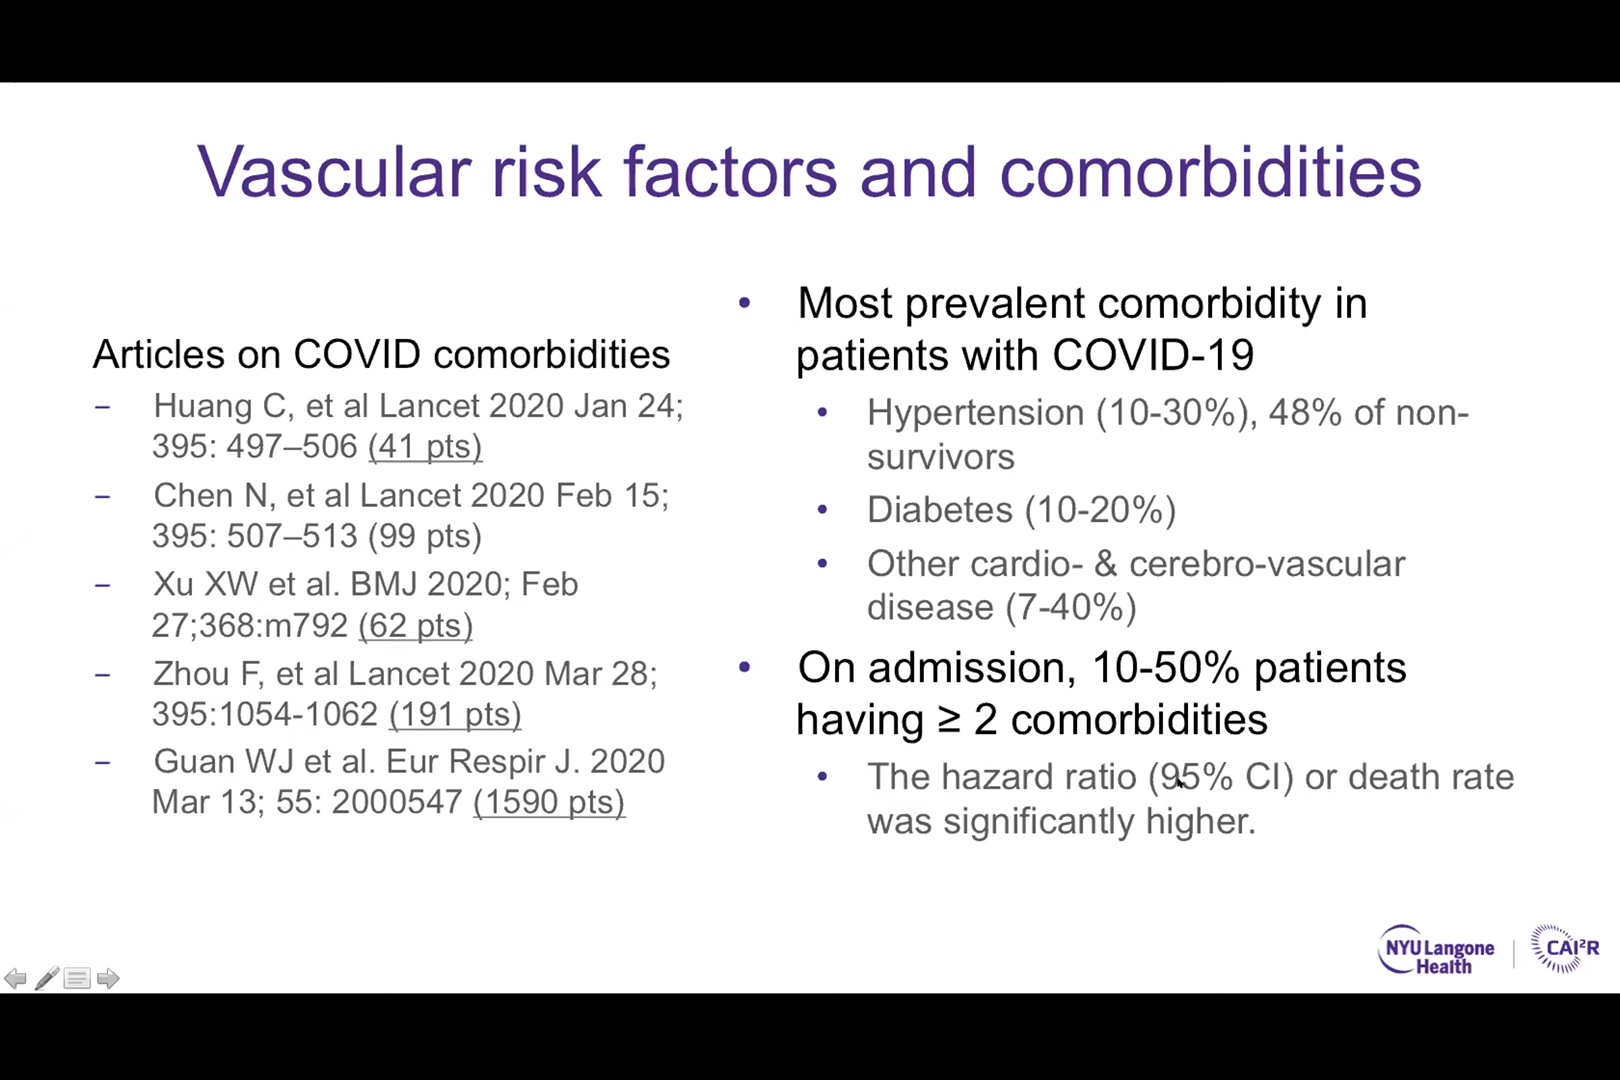 Vascular risk factors and comorbidities
Articles on COVID comorbidities
– Huang C, et al Lancet 2020 Jan 24;
395: 497–506 (41 pts)
– Chen N, et al Lancet 2020 Feb 15;
395: 507–513 (99 pts)
– Xu XW et al. BMJ 2020; Feb
27;368:m792 (62 pts)
– Zhou F, et al Lancet 2020 Mar 28;
395:1054-1062 (191 pts)
– Guan WJ et al. Eur Respir J. 2020
Mar 13; 55: 2000547 (1590 pts)
• Most prevalent comorbidity in
patients with COVID-19
• Hypertension (10-30%), 48% of non-
survivors
• Diabetes (10-20%)
• Other cardio- & cerebro-vascular
disease (7-40%)
• On admission, 10-50% patients
having ≥ 2 comorbidities
• The hazard ratio (95% CI) or death rate
was significantly higher.
NYU Langone
Health
CAI²R